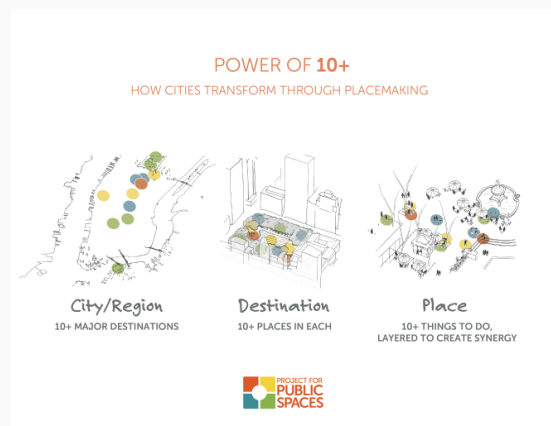 POWER OF 10+
HOW CITIES TRANSFORM THROUGH PLACEMAKING
City/Region
10+ MAJOR DESTINATIONS
Destination
10+ PLACES IN EACH
Place
10+ THINGS TO DO,
LAYERED TO CREATE SYNERGY
PROJECT FOR
PUBLIC
SPACES